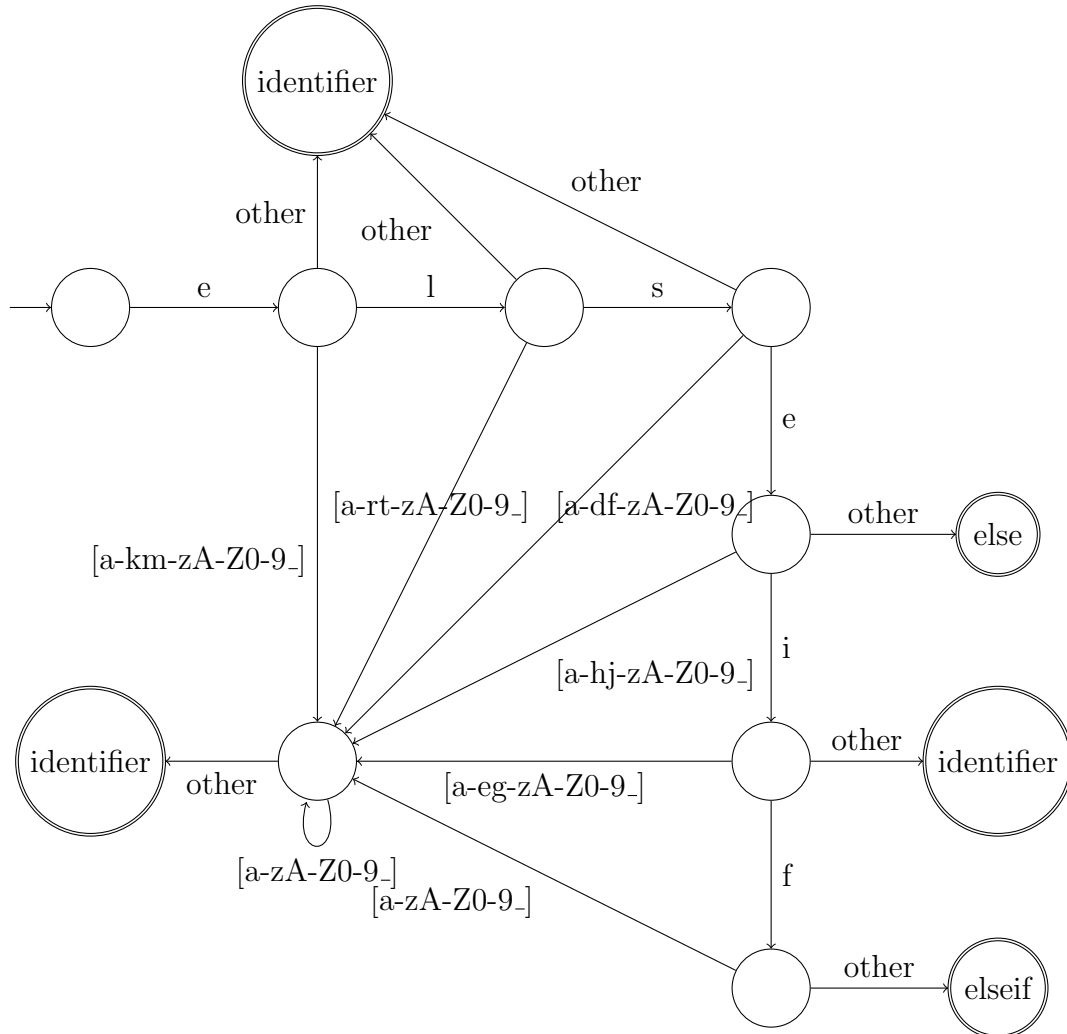 identifier
other
other
other
e
l
s
e
[a-rt-zA-Z0-9_]
[a-df-zA-Z0-9_]
other
else
[a-km-zA-Z0-9_]
i
[a-hj-zA-Z0-9_]
identifier
other
[a-eg-zA-Z0-9_]
other
identifier
[a-zA-Z0-9_]
f
[a-zA-Z0-9_]
other
elseif